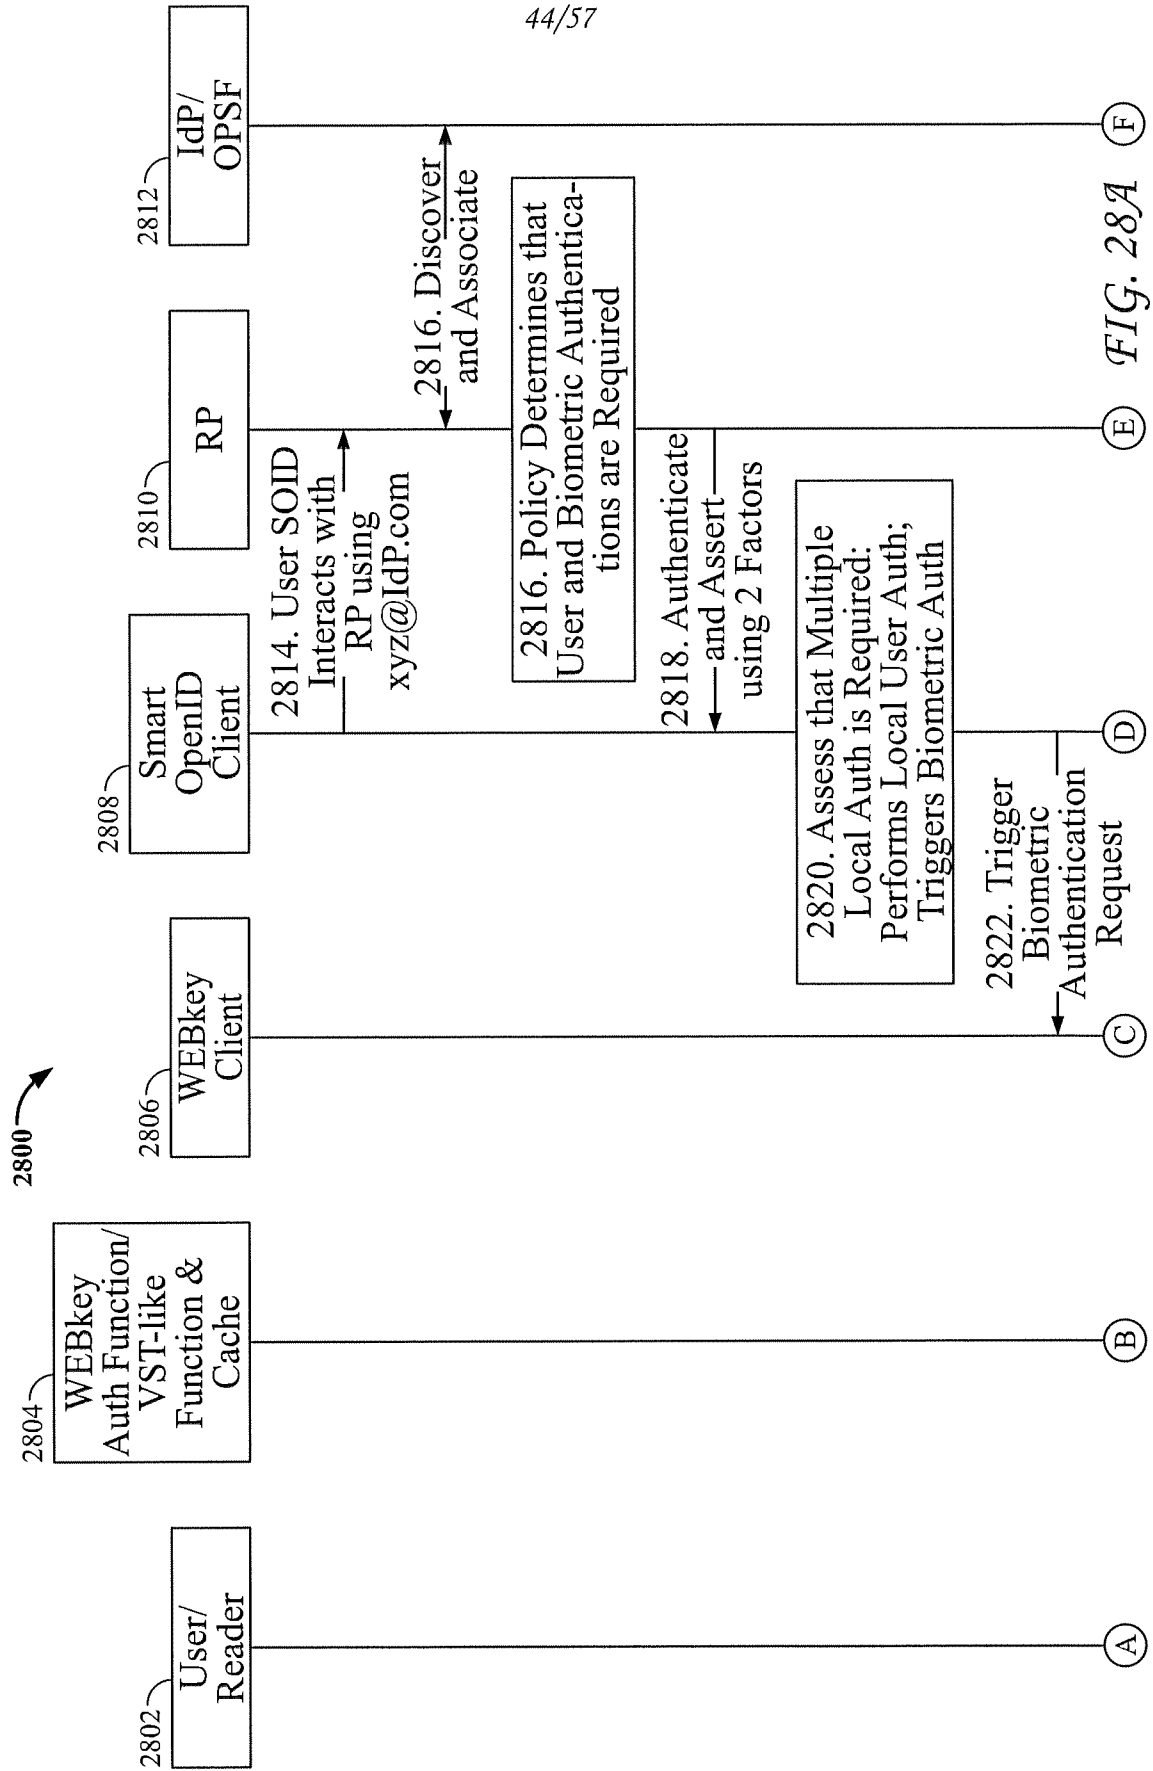 44/57
2800
2802
User/
Reader
2804
WEBkey
Auth Function/
VST-like
Function &
Cache
2806
WEBkey
Client
2808
Smart
OpenID
Client
2810
RP
2812
IdP/
OPSF
2814. User SOID
Interacts with
RP using
xyz@IdP.com
2816. Discover
and Associate
2816. Policy Determines that
User and Biometric Authentica-
tions are Required
2818. Authenticate
and Assert
using 2 Factors
2820. Assess that Multiple
Local Auth is Required:
Performs Local User Auth;
Triggers Biometric Auth
2822. Trigger
Biometric
Authentication
Request
A
B
C
D
E
F
FIG. 28A